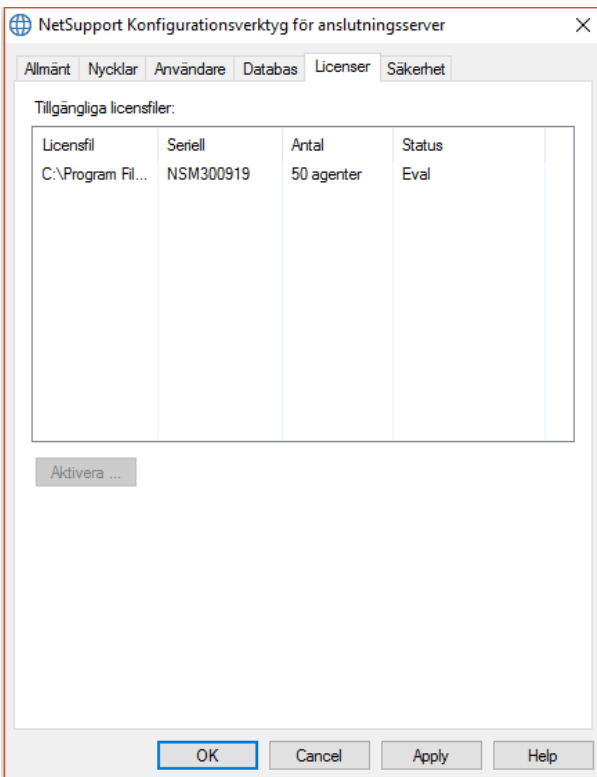 NetSupport Konfigurationsverktyg för anslutningsserver
Allmänt Nycklar Användare Databas Licenser Säkerhet
Tillgängliga licensfiler:
Licensfil Seriell Antal Status
C:\Program Fil... NSM300919 50 agenter Eval
Aktivera ...
OK Cancel Apply Help